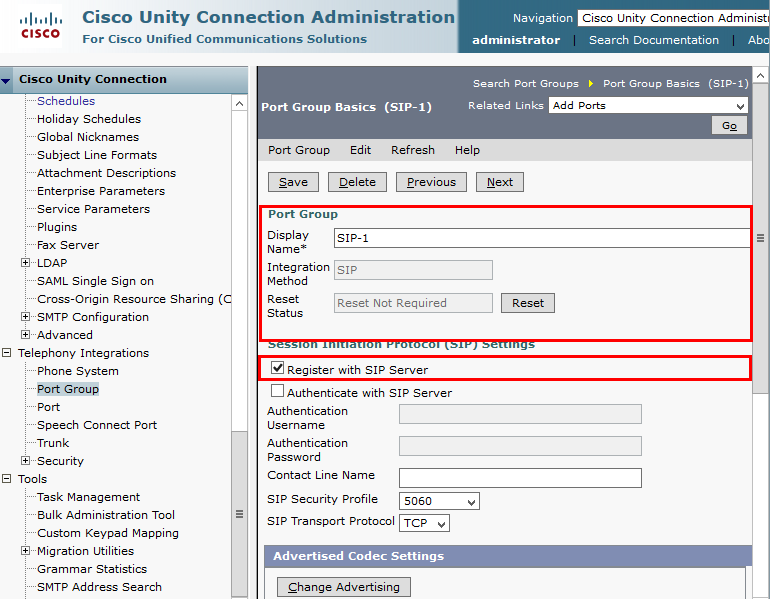 cisco
Cisco Unity Connection Administration
For Cisco Unified Communications Solutions
Navigation Cisco Unity Connection Administ
administrator | Search Documentation | Abo
Cisco Unity Connection
Schedules
Holiday Schedules
Global Nicknames
Subject Line Formats
Attachment Descriptions
Enterprise Parameters
Service Parameters
Plugins
Fax Server
LDAP
SAML Single Sign on
Cross-Origin Resource Sharing (C
SMTP Configuration
Advanced
Telephony Integrations
Phone System
Port Group
Port
Speech Connect Port
Trunk
Security
Tools
Task Management
Bulk Administration Tool
Custom Keypad Mapping
Migration Utilities
Grammar Statistics
SMTP Address Search
Search Port Groups Port Group Basics (SIP-1)
Port Group Basics (SIP-1)
Related Links Add Ports
Go
Port Group Edit Refresh Help
Save Delete Previous Next
Port Group
Display
Name*
SIP-1
Integration
Method
SIP
Reset
Status
Reset Not Required Reset
Session Initiation Protocol (SIP) Settings
Register with SIP Server
Authenticate with SIP Server
Authentication
Username
Authentication
Password
Contact Line Name
SIP Security Profile 5060
SIP Transport Protocol TCP
Advertised Codec Settings
Change Advertising